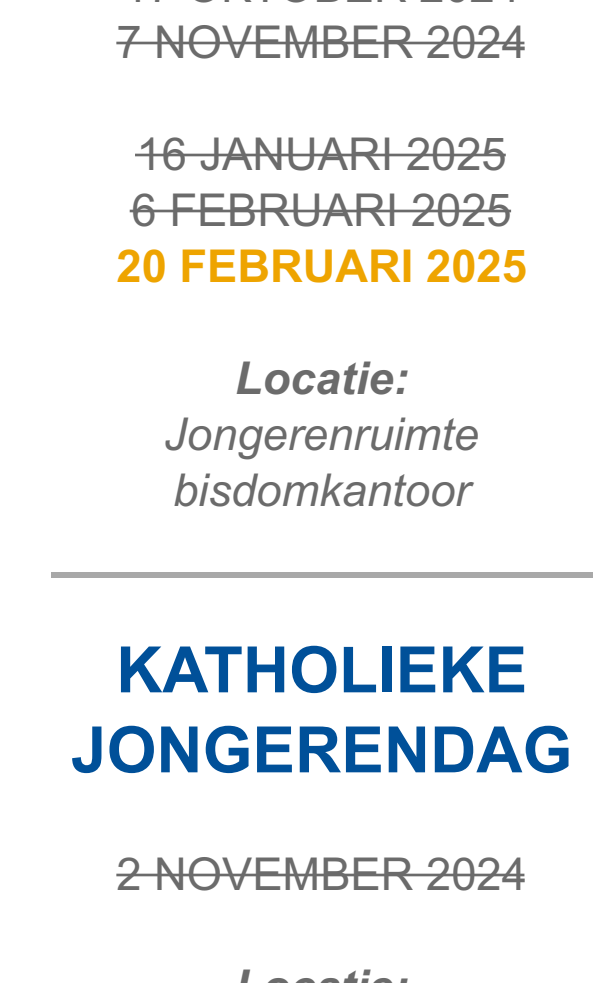 7 NOVEMBER 2024
16 JANUARI 2025
6 FEBRUARI 2025
20 FEBRUARI 2025
Locatie:
Jongerenruimte
bisdomkantoor
KATHOLIEKE
JONGERENDAG
2 NOVEMBER 2024
Locatie: